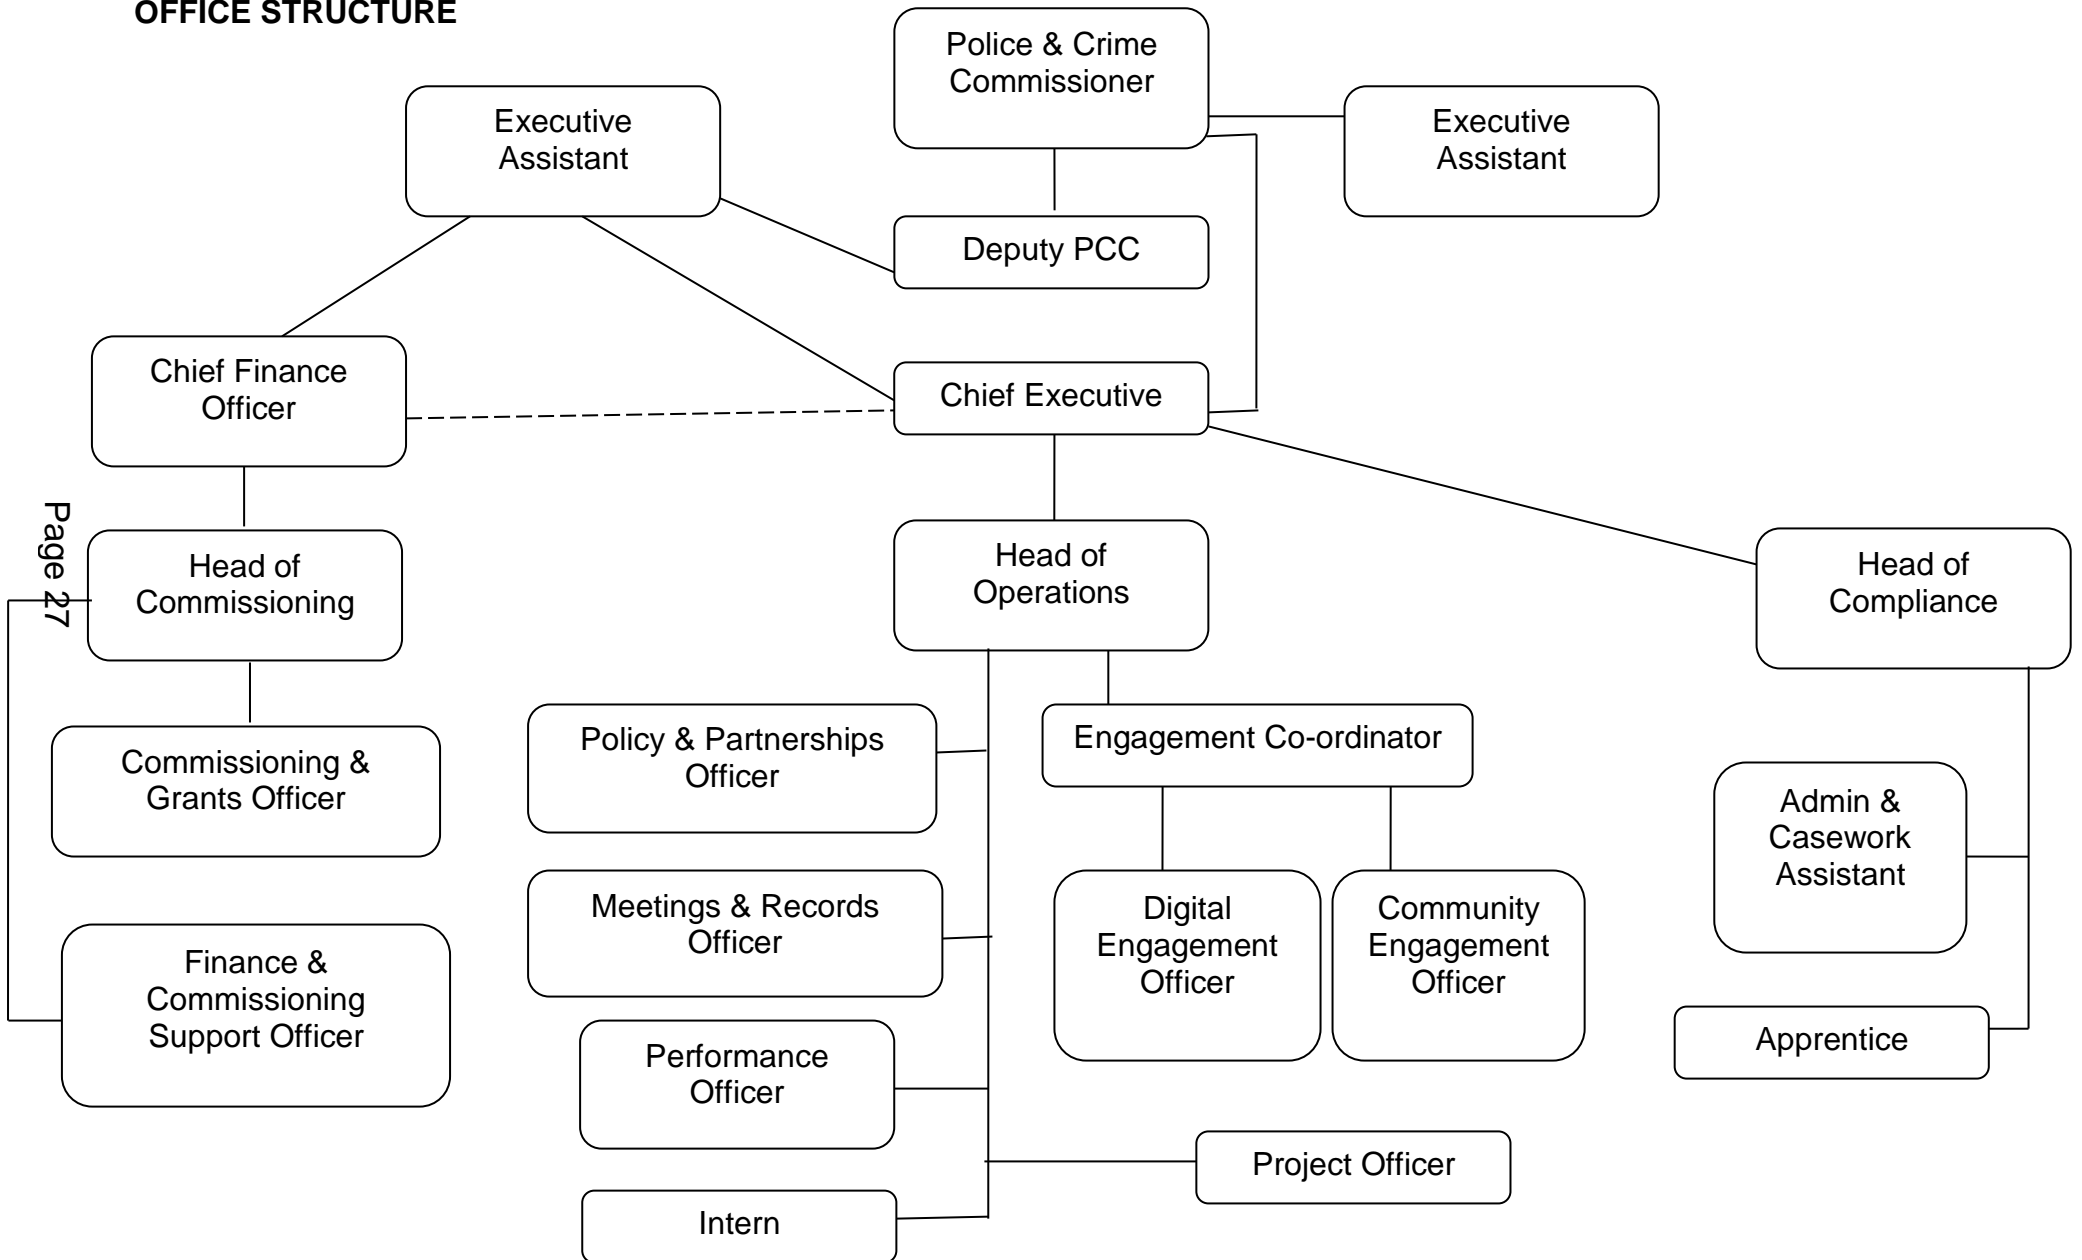 OFFICE STRUCTURE
Police & Crime
Commissioner
Executive
Assistant
Executive
Assistant
Deputy PCC
Chief Finance
Officer
Chief Executive
Page 27
Head of
Commissioning
Head of
Operations
Head of
Compliance
Commissioning &
Grants Officer
Policy & Partnerships
Officer
Engagement Co-ordinator
Admin &
Casework
Assistant
Meetings & Records
Officer
Digital
Engagement
Officer
Community
Engagement
Officer
Finance &
Commissioning
Support Officer
Performance
Officer
Apprentice
Project Officer
Intern